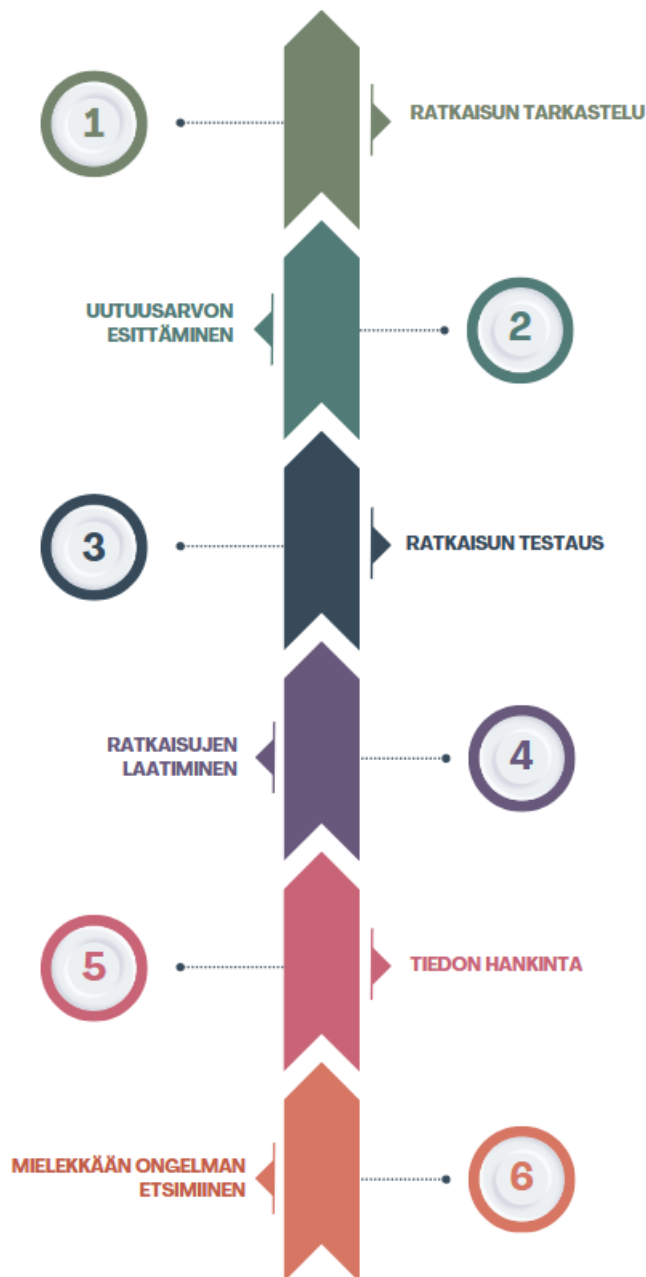 1
RATKAISUN TARKASTELU
UUTUUSARVON
ESITTÄMINEN
2
3
RATKAISUN TESTAUS
RATKAISUJEN
LAATIMINEN
4
5
TIEDON HANKINTA
MIELEKKÄÄN ONGELMAN
ETSIMIINEN
6